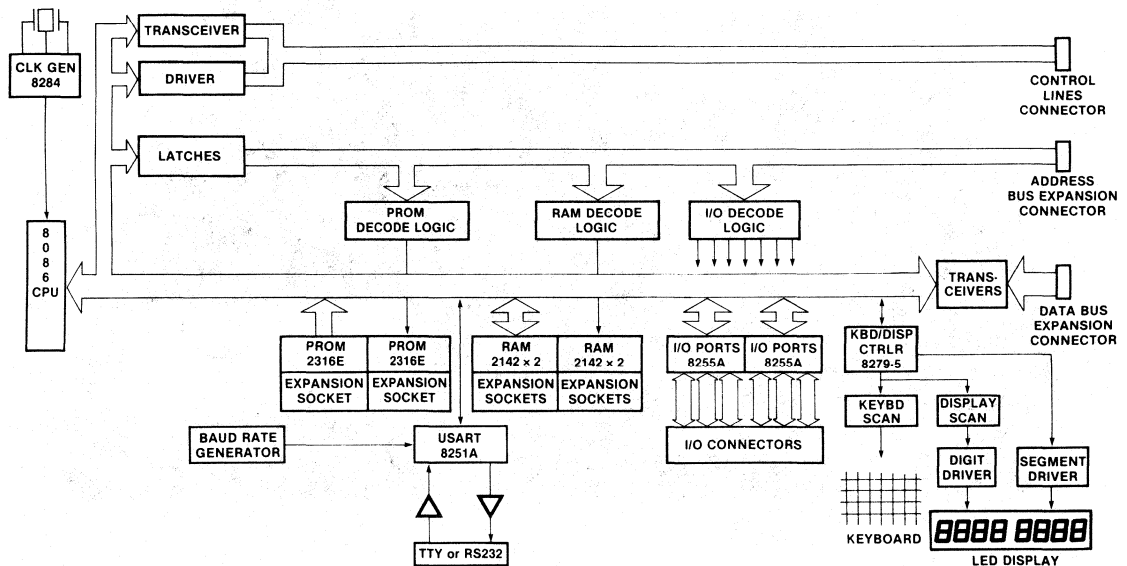 TRANSCEIVER
CLK GEN
8284
DRIVER
CONTROL
LINES
CONNECTOR
LATCHES
ADDRESS
BUS EXPANSION
CONNECTOR
PROM
DECODE LOGIC
RAM DECODE
LOGIC
I/O DECODE
LOGIC
8
0
8
6
CPU
TRANS-
CEIVERS
DATA BUS
EXPANSION
CONNECTOR
PROM
2316E
PROM
2316E
EXPANSION
SOCKET
EXPANSION
SOCKET
RAM
2142 × 2
RAM
2142 × 2
EXPANSION
SOCKETS
EXPANSION
SOCKETS
I/O PORTS
8255A
I/O PORTS
8255A
KBD/DISP
CTRLR
8279-5
KEYBD
SCAN
DISPLAY
SCAN
BAUD RATE
GENERATOR
USART
8251A
I/O CONNECTORS
DIGIT
DRIVER
SEGMENT
DRIVER
KEYBOARD
8888 8888
TTY or RS232
LED DISPLAY